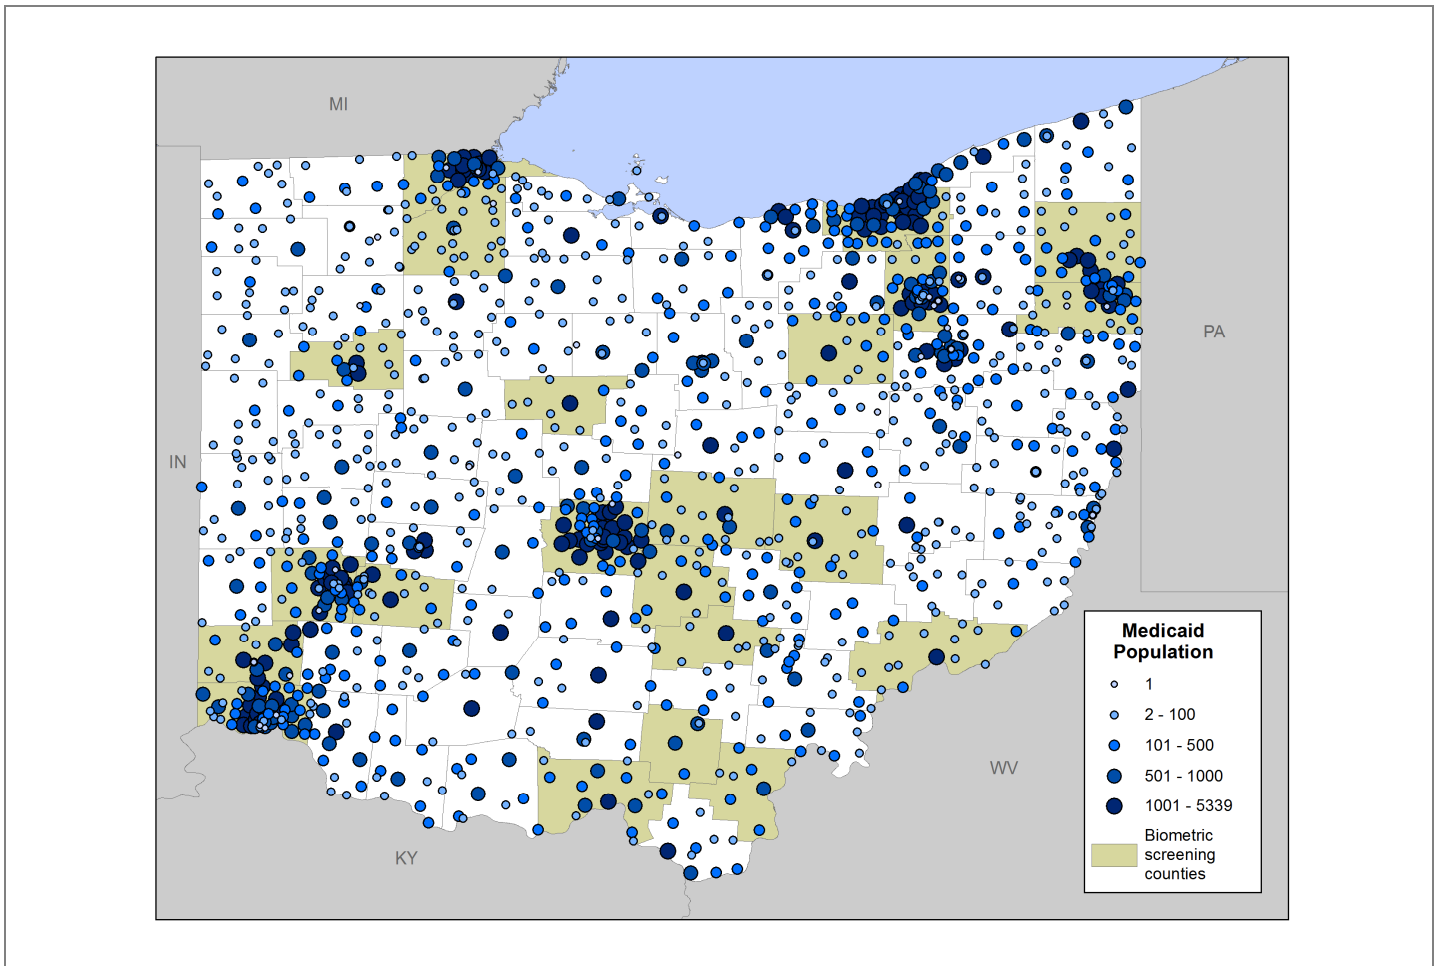 MI
PA
IN
Medicaid
Population
1
2 - 100
101 - 500
501 - 1000
1001 - 5339
Biometric
screening
counties
WV
KY